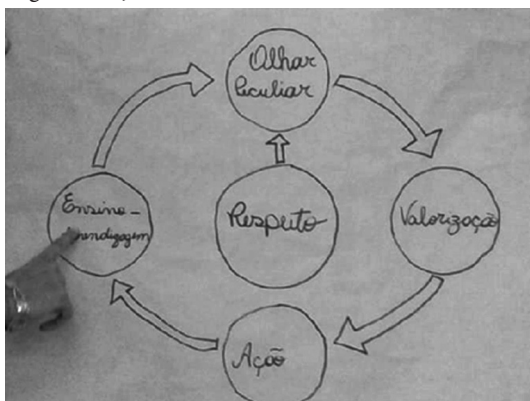 Olhar
Peculiar
Ensino-
Respeito
Valorização
Ação